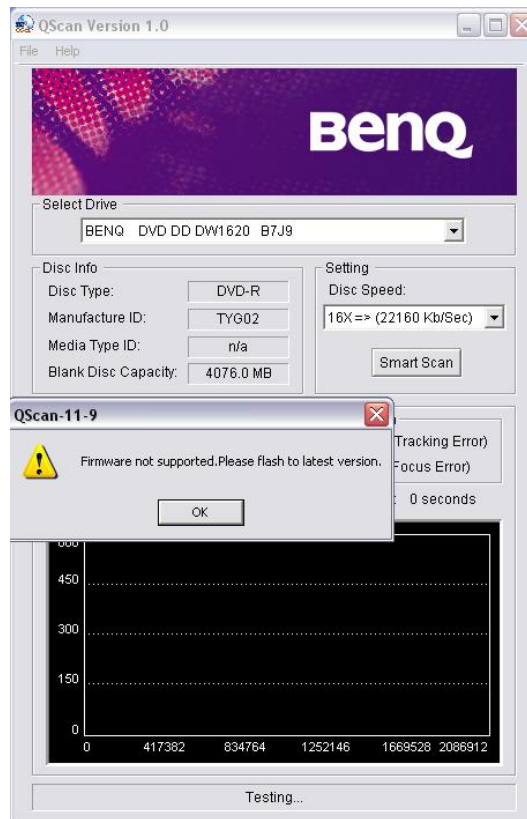 QScan Version 1.0
File Help
BenQ
Select Drive
BENQ DVD DD DW1620 B7J9
Disc Info
Disc Type: DVD-R
Manufacture ID: TYG02
Media Type ID: n/a
Blank Disc Capacity: 4076.0 MB
Setting
Disc Speed:
16X => (22160 Kb/Sec)
Smart Scan
QScan-11-9
Firmware not supported.Please flash to latest version.
OK
Tracking Error)
Focus Error)
: 0 seconds
600
450
300
150
0
0 417382 834764 1252146 1669528 2086912
Testing...